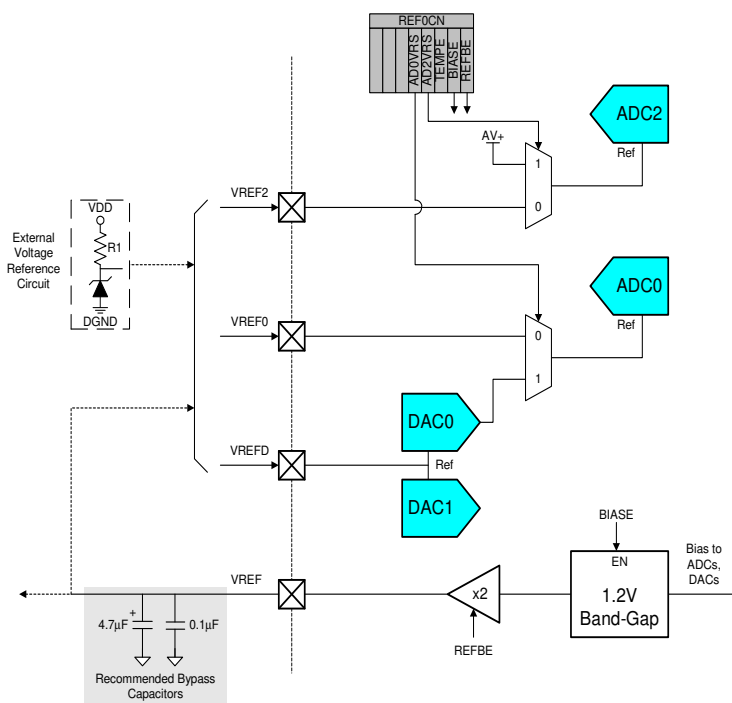 REF0CN
AD0VRS
AD2VRS
TEMPE
BIASE
REFBE
ADC2
AV+
Ref
1
VREF2
0
VDD
External
Voltage
Reference
Circuit
R1
DGND
ADC0
Ref
VREF0
0
1
DAC0
VREFD
Ref
DAC1
BIASE
EN
Bias to
ADCs,
DACs
VREF
x2
1.2V
Band-Gap
REFBE
+
4.7µF
0.1µF
Recommended Bypass
Capacitors